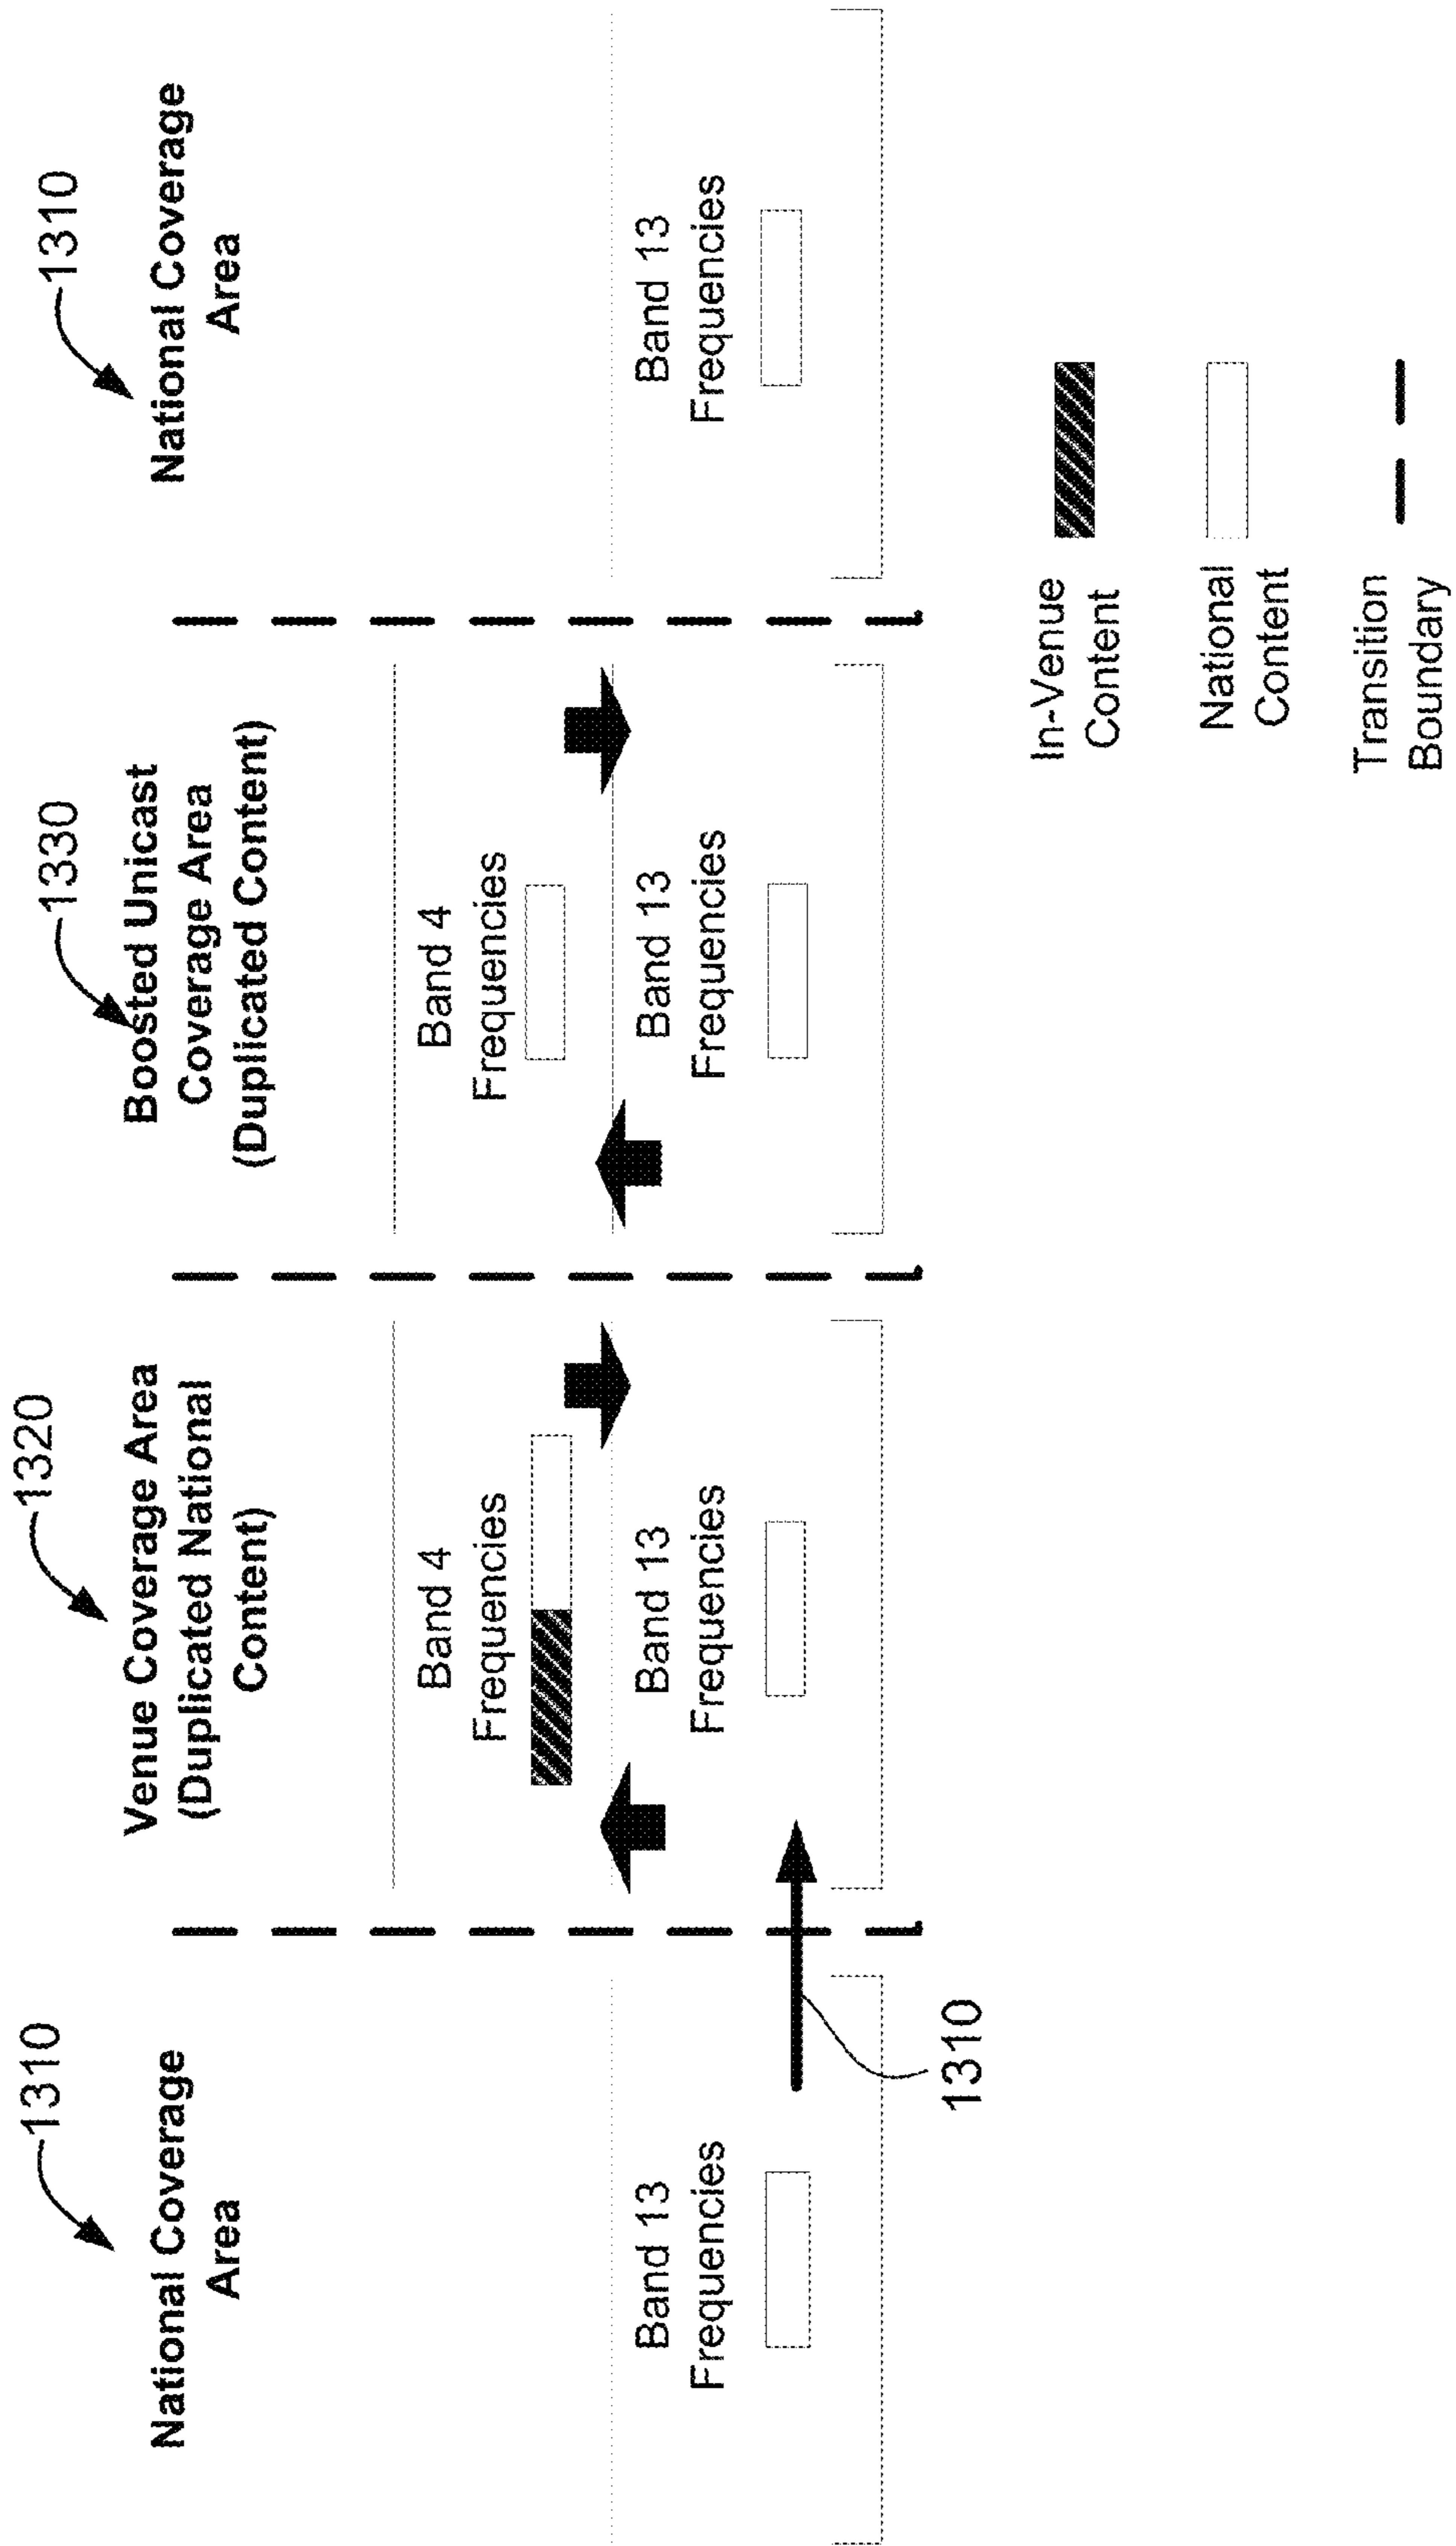 1310
National Coverage
Area
Band 13
Frequencies
1310
1320
Venue Coverage Area
(Duplicated National
Content)
Band 4
Frequencies
Band 13
Frequencies
1330
Boosted Unicast
Coverage Area
(Duplicated Content)
Band 4
Frequencies
Band 13
Frequencies
1310
National Coverage
Area
Band 13
Frequencies
In-Venue
Content
National
Content
Transition
Boundary